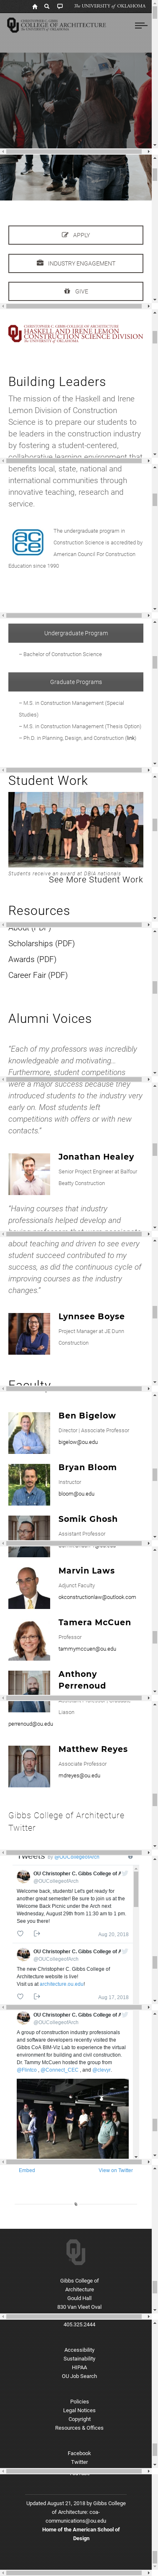 The UNIVERSITY of OKLAHOMA
CHRISTOPHER C. GIBBS
COLLEGE OF ARCHITECTURE
The UNIVERSITY of OKLAHOMA
APPLY
INDUSTRY ENGAGEMENT
GIVE
CHRISTOPHER C. GIBBS COLLEGE OF ARCHITECTURE
HASKELL AND IRENE LEMON
CONSTRUCTION SCIENCE DIVISION
The UNIVERSITY of OKLAHOMA
Building Leaders
The mission of the Haskell and Irene
Lemon Division of Construction
Science is to prepare our students to
be leaders in the construction industry
by fostering a student-centered,
collaborative learning environment that
benefits local, state, national and
international communities through
innovative teaching, research and
service.
acce
The undergraduate program in
Construction Science is accredited by
American Council For Construction
Education since 1990
Undergraduate Program
– Bachelor of Construction Science
Graduate Programs
– M.S. in Construction Management (Special
Studies)
– M.S. in Construction Management (Thesis Option)
– Ph.D. in Planning, Design, and Construction (link)
Student Work
Students receive an award at DBIA nationals
See More Student Work
Resources
About (PDF)
Scholarships (PDF)
Awards (PDF)
Career Fair (PDF)
Alumni Voices
“Each of my professors was incredibly
knowledgeable and motivating…
Furthermore, student competitions
were a major success because they
introduced students to the industry very
early on. Most students left
competitions with offers or with new
contacts.”
Jonathan Healy
Senior Project Engineer at Balfour
Beatty Construction
“Having courses that industry
professionals helped develop and
about teaching and driven to see every
student succeed contributed to my
success, as did the continuous cycle of
improving courses as the industry
changes.”
Lynnsee Boyse
Project Manager at JE Dunn
Construction
Faculty
Ben Bigelow
Director | Associate Professor
bigelow@ou.edu
Bryan Bloom
Instructor
bloom@ou.edu
Somik Ghosh
Assistant Professor
Marvin Laws
Adjunct Faculty
okconstructionlaw@outlook.com
Tamera McCuen
Professor
tammymccuen@ou.edu
Anthony
Perrenoud
Assistant Professor | Graduate
Liaison
perrenoud@ou.edu
Matthew Reyes
Associate Professor
mdreyes@ou.edu
Gibbs College of Architecture
Twitter
Tweets by @OUCollegeofArch
OU Christopher C. Gibbs College of A
@OUCollegeofArch
Welcome back, students! Let's get ready for
another great semester! Be sure to join us at the
Welcome Back Picnic under the Arch next
Wednesday, August 29th from 11:30 am to 1 pm.
See you there!
Aug 20, 2018
OU Christopher C. Gibbs College of A
@OUCollegeofArch
The new Christopher C. Gibbs College of
Architecture website is live!
Visit us at architecture.ou.edu!
Aug 17, 2018
OU Christopher C. Gibbs College of A
@OUCollegeofArch
A group of construction industry professionals
and software developers recently visited the
Gibbs CoA BIM-Viz Lab to experience the virtual
environment for building and civil construction.
Dr. Tammy McCuen hosted the group from
@Flintco , @Connect_CEC , and @clevyr.
Embed
View on Twitter
Gibbs College of
Architecture
Gould Hall
830 Van Vleet Oval
405.325.2444
Accessibility
Sustainability
HIPAA
OU Job Search
Policies
Legal Notices
Copyright
Resources & Offices
Facebook
Twitter
Updated August 21, 2018 by Gibbs College
of Architecture: coa-
communications@ou.edu
Home of the American School of
Design